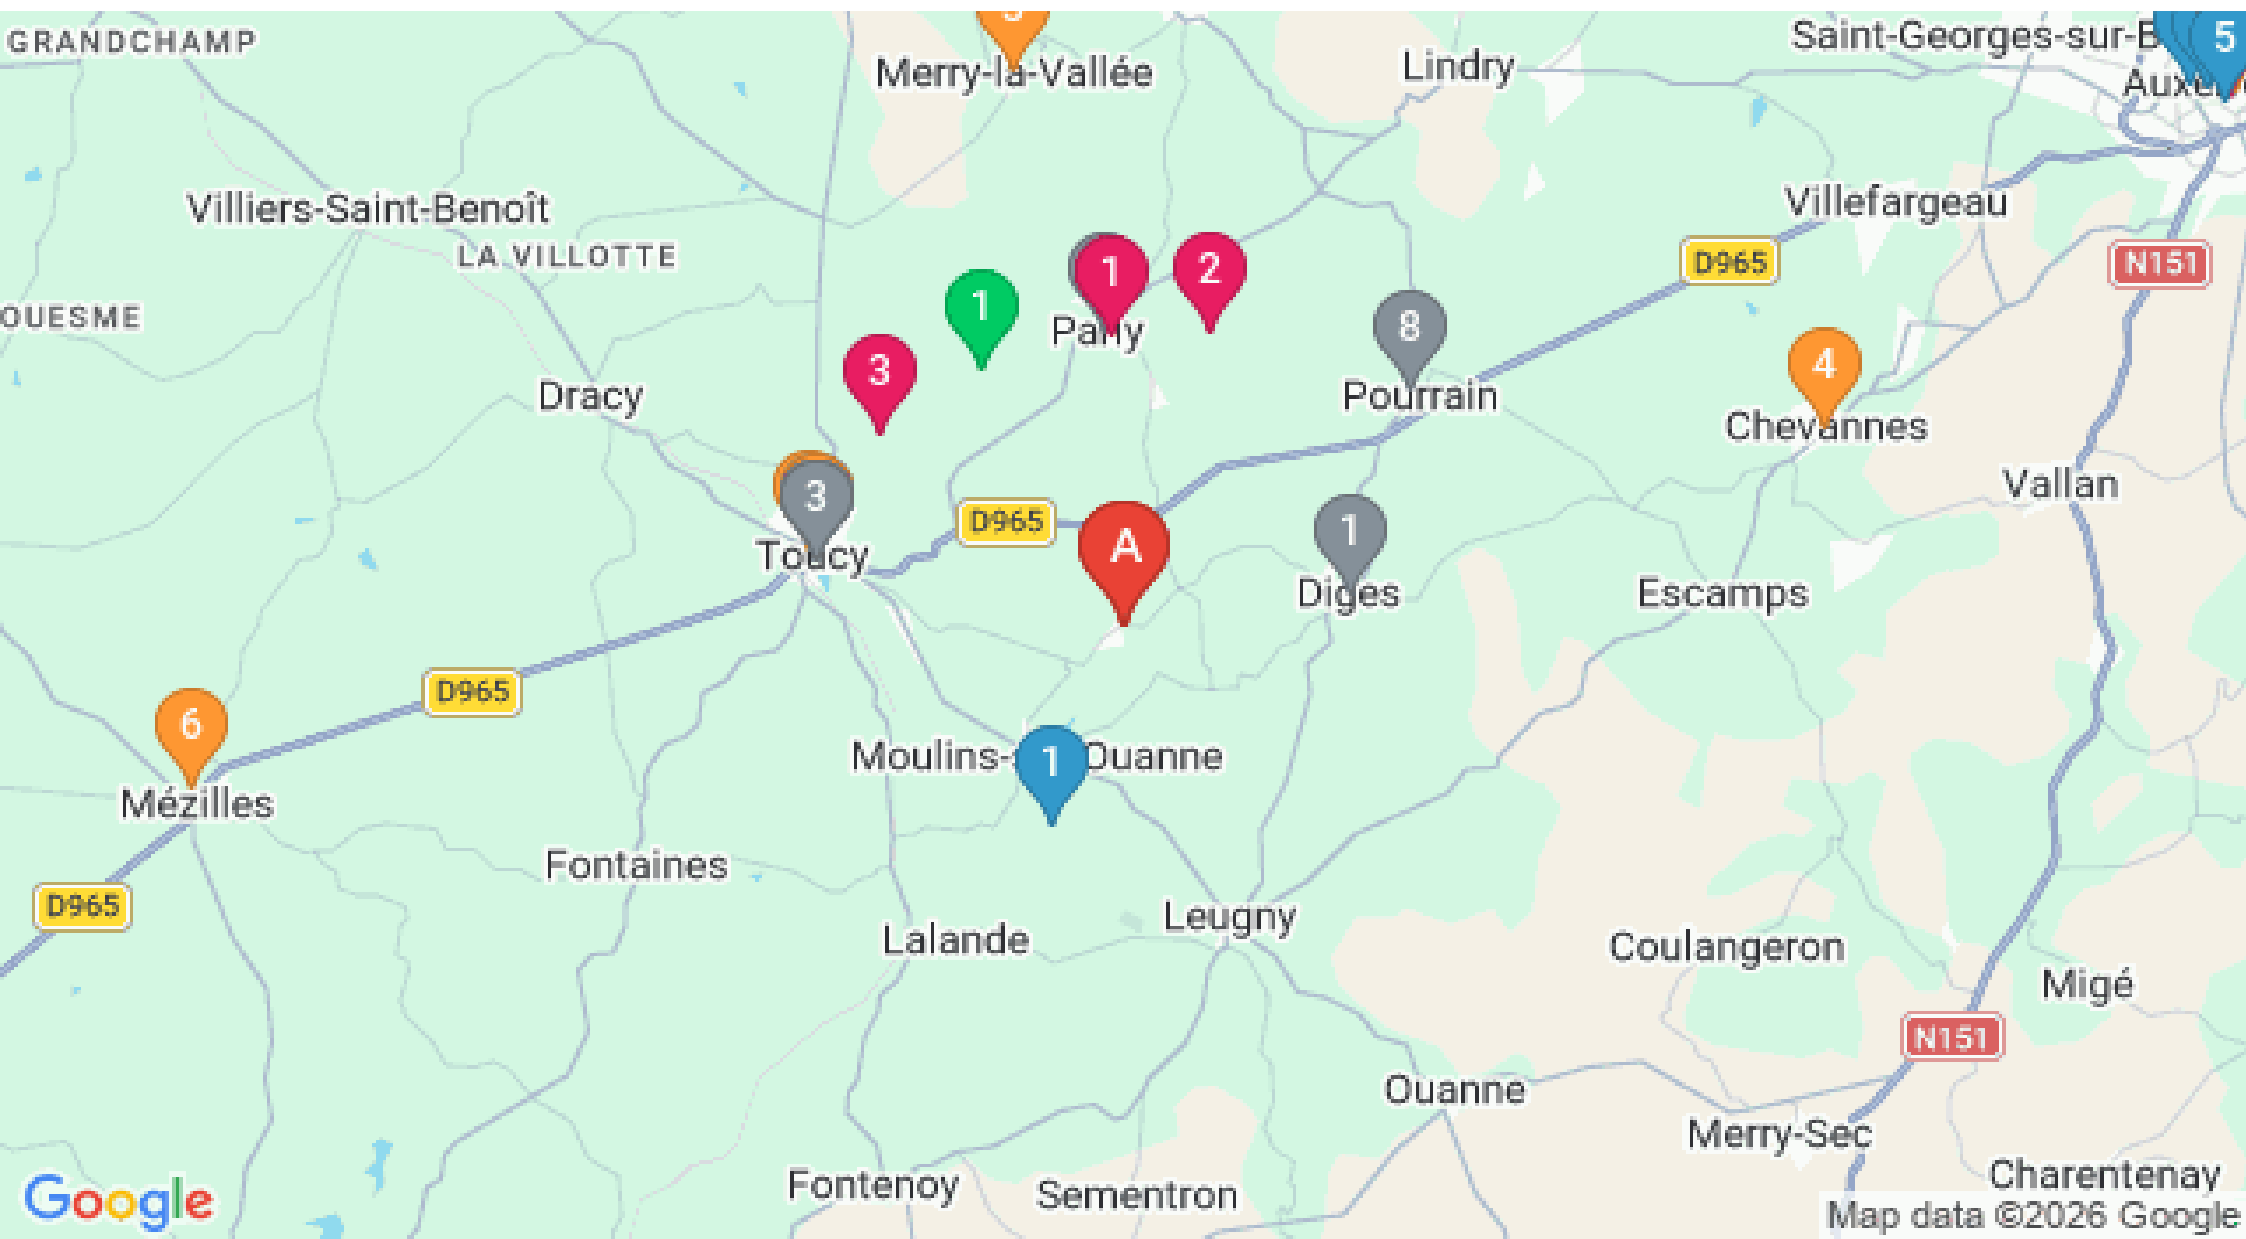 GRANDCHAMP
Merry-la-Vallée
Lindry
Saint-Georges-sur-B
5
Villiers-Saint-Benoît
LA VILLOTTE
Villefargeau
D965
N151
OUESME
1
1
2
3
Parly
8
Pourrain
4
Chevannes
Dracy
Vallan
3
Toucy
D965
A
1
Diges
Escamps
D965
6
Mézilles
Moulins-
1
Ouanne
Fontaines
D965
Leugny
Lalande
Coulangeron
Migé
N151
Ouanne
Merry-Sec
Charentenay
Fontenoy
Sementron
Google
Map data ©2026 Google